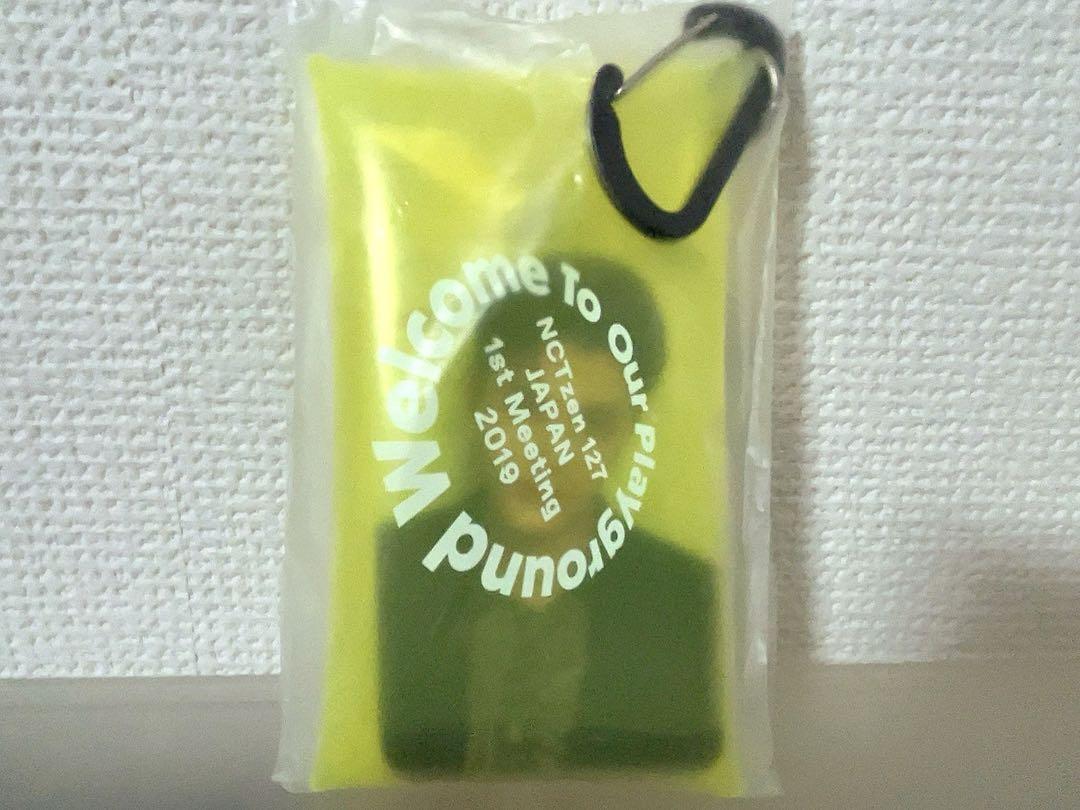 Welcome To Our Playground
NCTzen 127
JAPAN
1st Meeting
2019